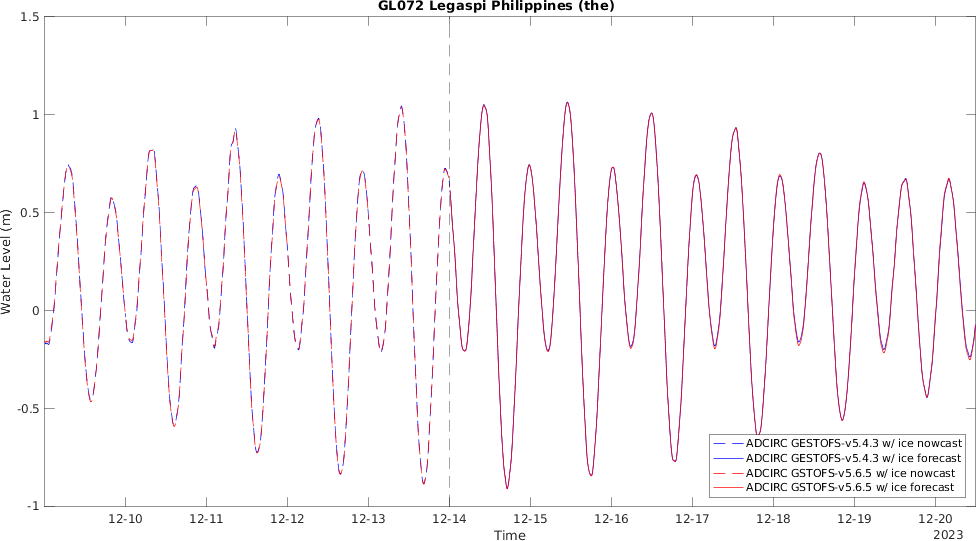 GL072 Legaspi Philippines (the)
1.5
1
0.5
0
-0.5
-1
Water Level (m)
ADCIRC GESTOFS-v5.4.3 w/ ice nowcast
ADCIRC GESTOFS-v5.4.3 w/ ice forecast
ADCIRC GSTOFS-v5.6.5 w/ ice nowcast
ADCIRC GSTOFS-v5.6.5 w/ ice forecast
12-10 12-11 12-12 12-13 12-14 12-15 12-16 12-17 12-18 12-19 12-20
Time
2023